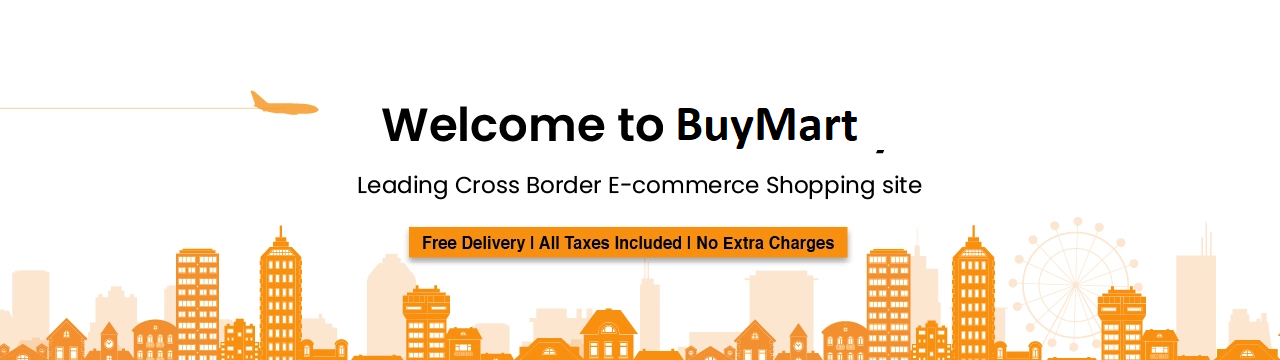 Welcome to BuyMart
Leading Cross Border E-commerce Shopping site
Free Delivery | All Taxes Included | No Extra Charges